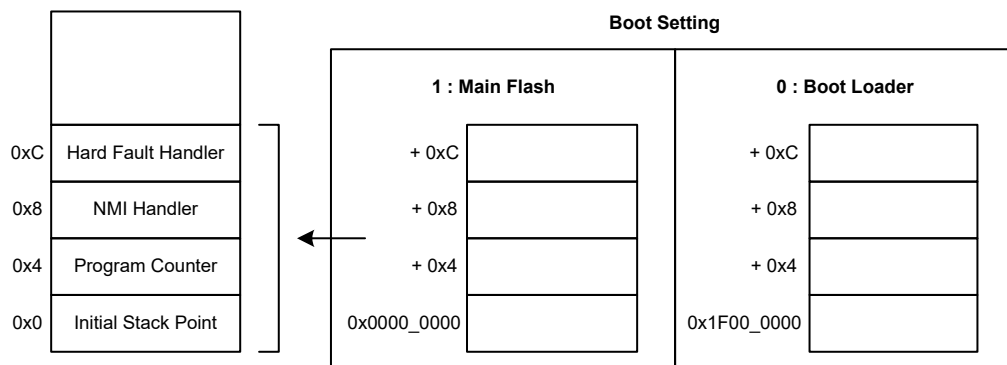 Boot Setting
1 : Main Flash
0 : Boot Loader
0xC Hard Fault Handler
0x8 NMI Handler
0x4 Program Counter
0x0 Initial Stack Point
+ 0xC
+ 0x8
+ 0x4
0x0000_0000
+ 0xC
+ 0x8
+ 0x4
0x1F00_0000